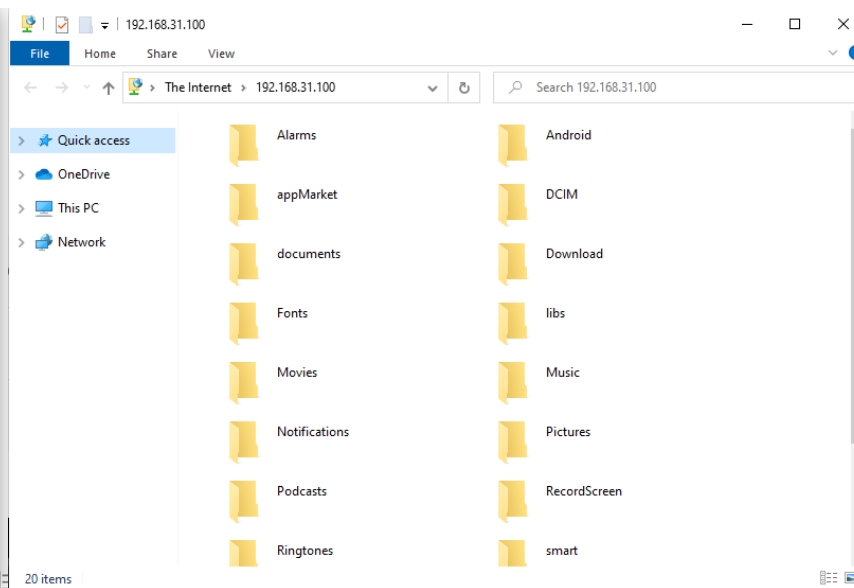 192.168.31.100
File Home Share View
The Internet 192.168.31.100 Search 192.168.31.100
Quick access
OneDrive
This PC
Network
Alarms Android
appMarket DCIM
documents Download
Fonts libs
Movies Music
Notifications Pictures
Podcasts RecordScreen
Ringtones smart
20 items